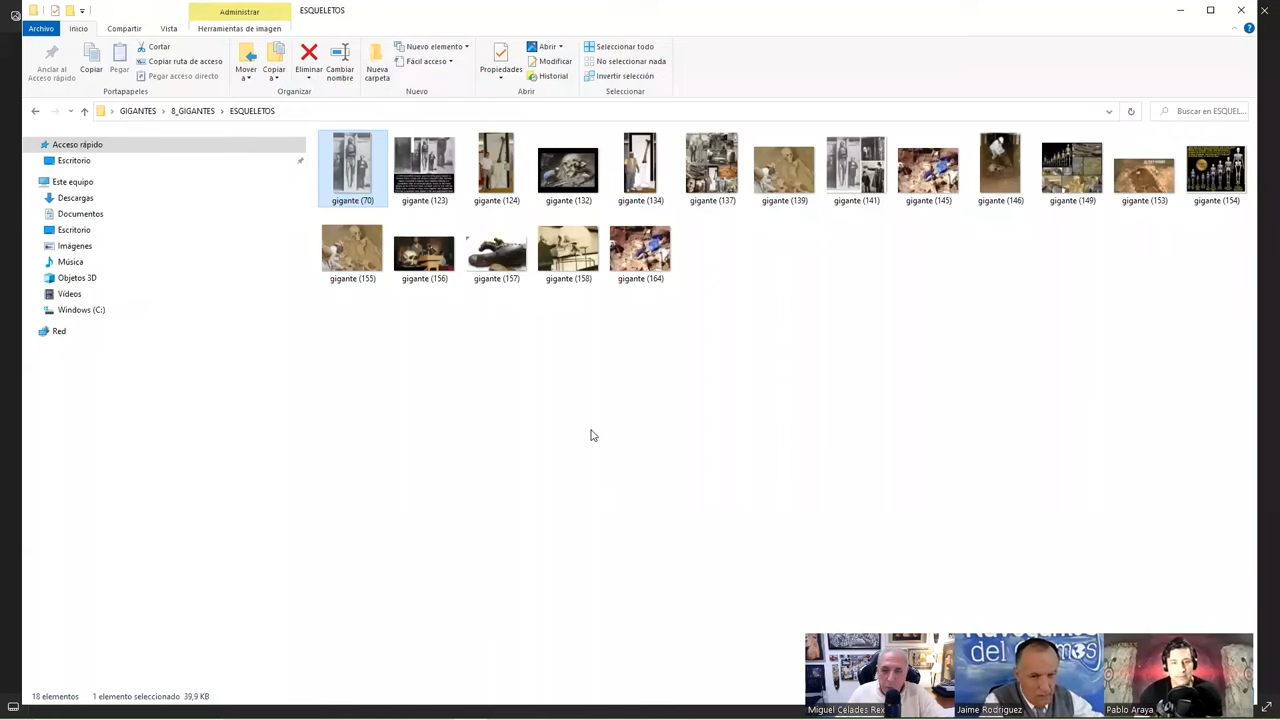 Administrar
ESQUELETOS
Archivo
Inicio
Compartir
Vista
Herramientas de imagen
Anclar al
Acceso rápido
Copiar
Pegar
Cortar
Copiar ruta de acceso
Pegar acceso directo
Portapapeles
Mover
a
Copiar
a
Eliminar
Cambiar
nombre
Organizar
Nueva
carpeta
Nuevo elemento
Fácil acceso
Nuevo
Propiedades
Abrir
Modificar
Historial
Abrir
Seleccionar todo
No seleccionar nada
Invertir selección
Seleccionar
GIGANTES > 8_GIGANTES > ESQUELETOS
Buscar en ESQUEL...
Acceso rápido
Escritorio
Este equipo
Descargas
Documentos
Escritorio
Imágenes
Música
Objetos 3D
Vídeos
Windows (C:)
Red
gigante (70)
gigante (123)
gigante (124)
gigante (132)
gigante (134)
gigante (137)
gigante (139)
gigante (141)
gigante (145)
gigante (146)
gigante (149)
gigante (153)
gigante (154)
gigante (155)
gigante (156)
gigante (157)
gigante (158)
gigante (164)
18 elementos
1 elemento seleccionado 39,9 KB
del
Miguel Celades Rex
Jaime Rodriguez
Pablo Araya